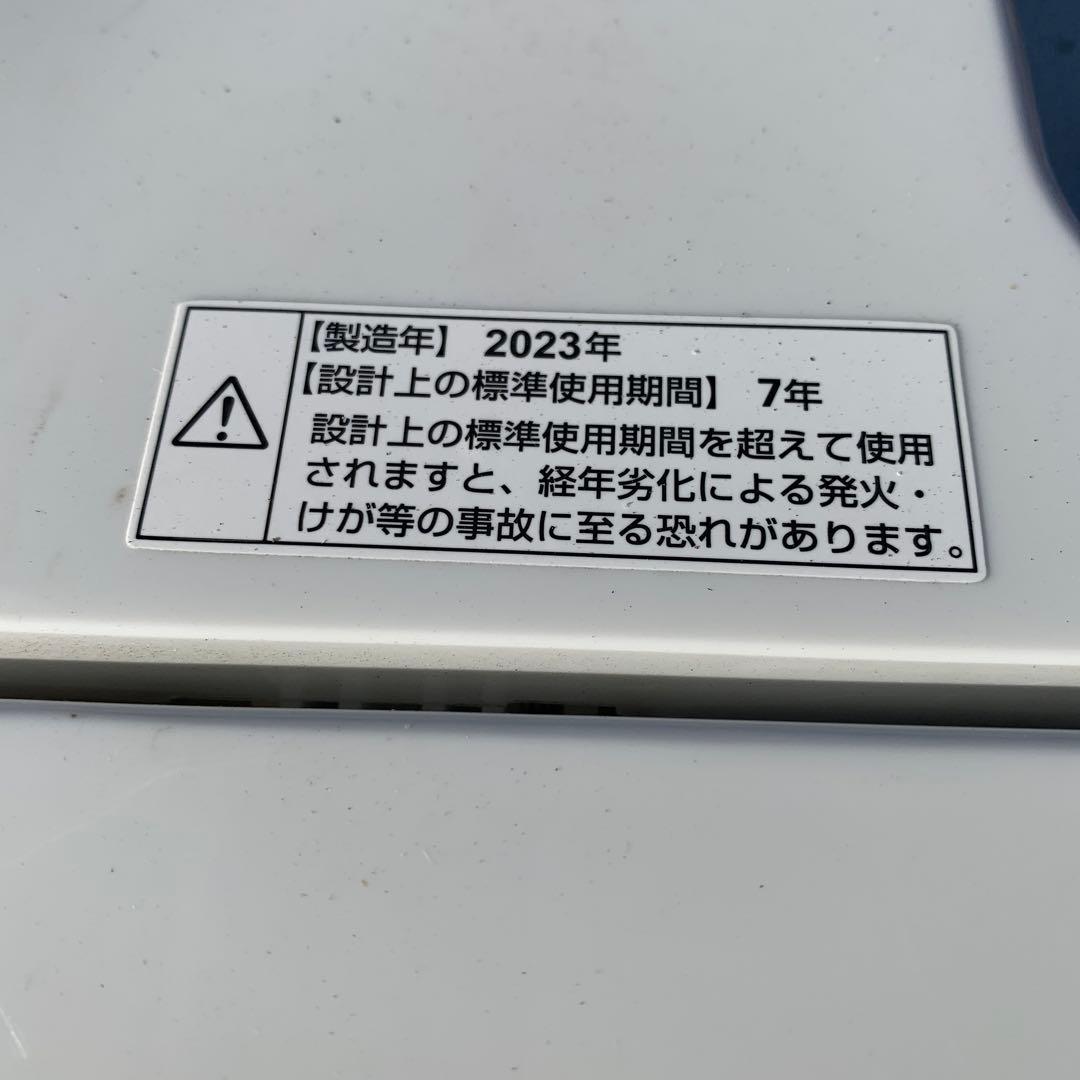 【製造年】 2023年
【設計上の標準使用期間】 7年
設計上の標準使用期間を超えて使用
されますと、経年劣化による発火・
けが等の事故に至る恐れがあります。